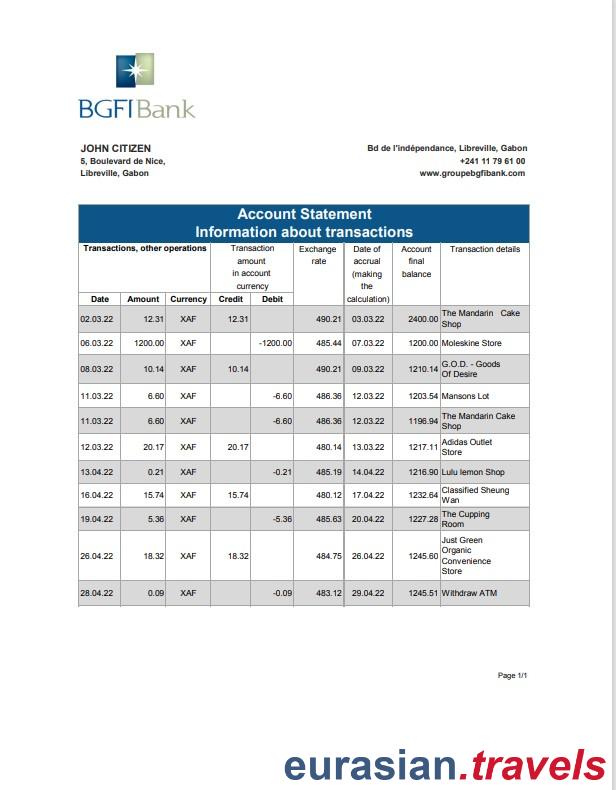 BGFIBank
JOHN CITIZEN
5, Boulevard de Nice,
Libreville, Gabon
Bd de l'indépendance, Libreville, Gabon
+241 11 79 61 00
www.groupebgfibank.com
Account Statement
Information about transactions
Transactions, other operations
Transaction
amount
in account
currency
Exchange
rate
Date of
accrual
(making
the
calculation)
Account
final
balance
Transaction details
Date Amount Currency Credit Debit
02.03.22 12.31 XAF 12.31 490.21 03.03.22 2400.00 The Mandarin Cake
Shop
06.03.22 1200.00 XAF -1200.00 485.44 07.03.22 1200.00 Moleskine Store
08.03.22 10.14 XAF 10.14 490.21 09.03.22 1210.14 G.O.D. - Goods
Of Desire
11.03.22 6.60 XAF -6.60 486.36 12.03.22 1203.54 Mansons Lot
11.03.22 6.60 XAF -6.60 486.36 12.03.22 1196.94 The Mandarin Cake
Shop
12.03.22 20.17 XAF 20.17 480.14 13.03.22 1217.11 Adidas Outlet
Store
13.04.22 0.21 XAF -0.21 485.19 14.04.22 1216.90 Lulu lemon Shop
16.04.22 15.74 XAF 15.74 480.12 17.04.22 1232.64 Classified Sheung
Wan
19.04.22 5.36 XAF -5.36 485.63 20.04.22 1227.28 The Cupping
Room
26.04.22 18.32 XAF 18.32 484.75 26.04.22 1245.60 Just Green
Organic
Convenience
Store
28.04.22 0.09 XAF -0.09 483.12 29.04.22 1245.51 Withdraw ATM
Page 1/1
eurasian.travels